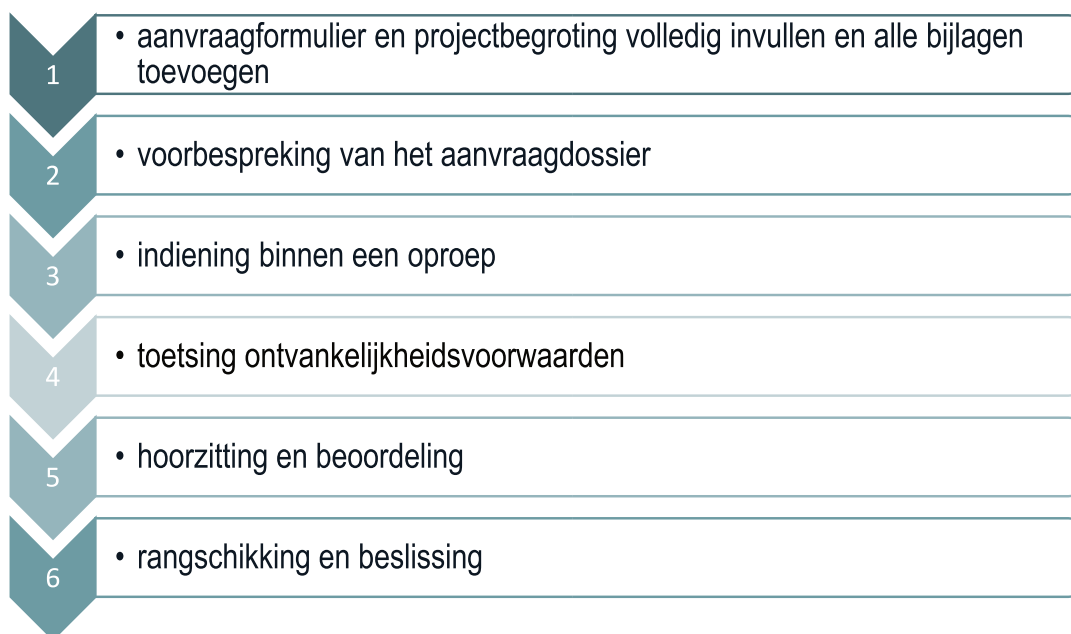 1
• aanvraagformulier en projectbegroting volledig invullen en alle bijlagen
toevoegen
2
• voorbespreking van het aanvraagdossier
3
• indiening binnen een oproep
4
• toetsing ontvankelijkheidsvoorwaarden
5
• hoorzitting en beoordeling
6
• rangschikking en beslissing